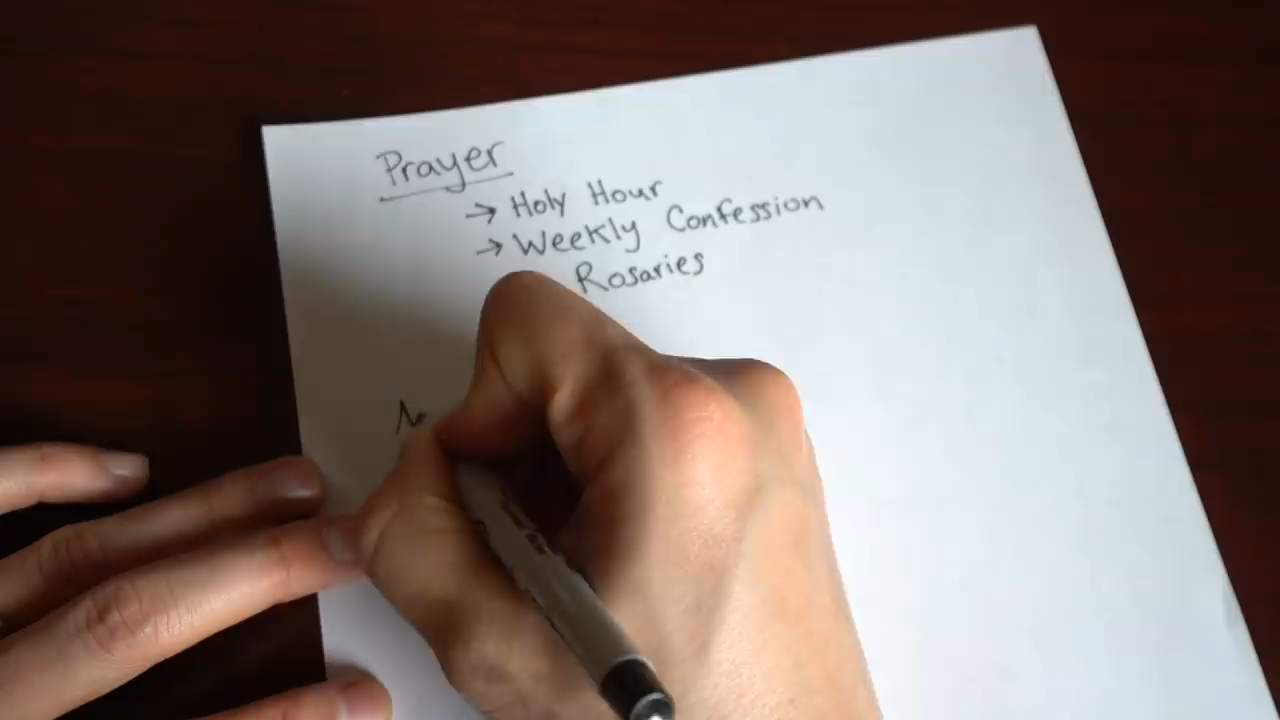 Prayer
→ Holy Hour
→ Weekly Confession
Rosaries